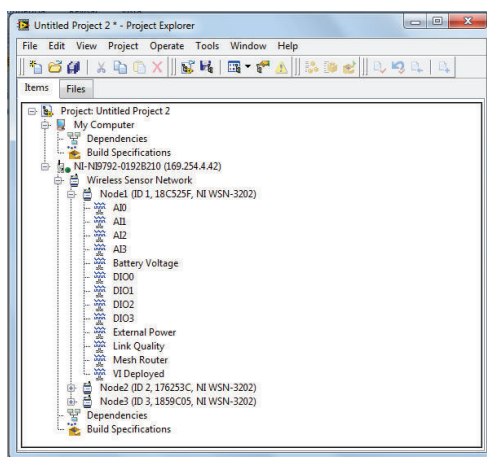 Untitled Project 2 * - Project Explorer
File Edit View Project Operate Tools Window Help
Items Files
Project: Untitled Project 2
My Computer
Dependencies
Build Specifications
NI-NI9792-0192B210 (169.254.4.42)
Wireless Sensor Network
Node1 (ID 1, 18C525F, NI WSN-3202)
AI0
AI1
AI2
AI3
Battery Voltage
DIO0
DIO1
DIO2
DIO3
External Power
Link Quality
Mesh Router
VI Deployed
Node2 (ID 2, 176253C, NI WSN-3202)
Node3 (ID 3, 1859C05, NI WSN-3202)
Dependencies
Build Specifications